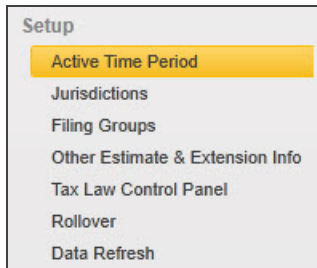 Setup
Active Time Period
Jurisdictions
Filing Groups
Other Estimate & Extension Info
Tax Law Control Panel
Rollover
Data Refresh